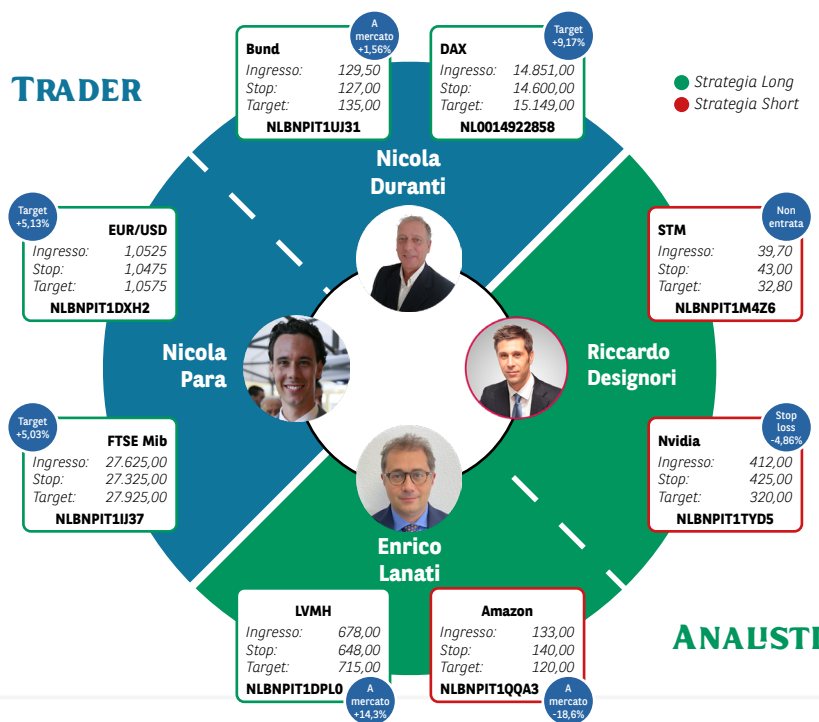 TRADER
Bund
A
mercato
+1,56%
Ingresso: 129,50
Stop: 127,00
Target: 135,00
NLBNPIT1UJ31
DAX
Target
+9,17%
Ingresso: 14.851,00
Stop: 14.600,00
Target: 15.149,00
NL0014922858
Strategia Long
Strategia Short
Nicola
Duranti
Target
+5,13%
EUR/USD
Ingresso: 1,0525
Stop: 1,0475
Target: 1,0575
NLBNPIT1DXH2
STM
Non
entrata
Ingresso: 39,70
Stop: 43,00
Target: 32,80
NLBNPIT1M4Z6
Nicola
Para
Riccardo
Designori
Target
+5,03%
FTSE Mib
Ingresso: 27.625,00
Stop: 27.325,00
Target: 27.925,00
NLBNPIT1IJ37
Nvidia
Stop
loss
-4,86%
Ingresso: 412,00
Stop: 425,00
Target: 320,00
NLBNPIT1TYD5
Enrico
Lanati
LVMH
Ingresso: 678,00
Stop: 648,00
Target: 715,00
NLBNPIT1DPL0
A
mercato
+14,3%
Amazon
Ingresso: 133,00
Stop: 140,00
Target: 120,00
NLBNPIT1QQA3
A
mercato
-18,6%
ANALISTI